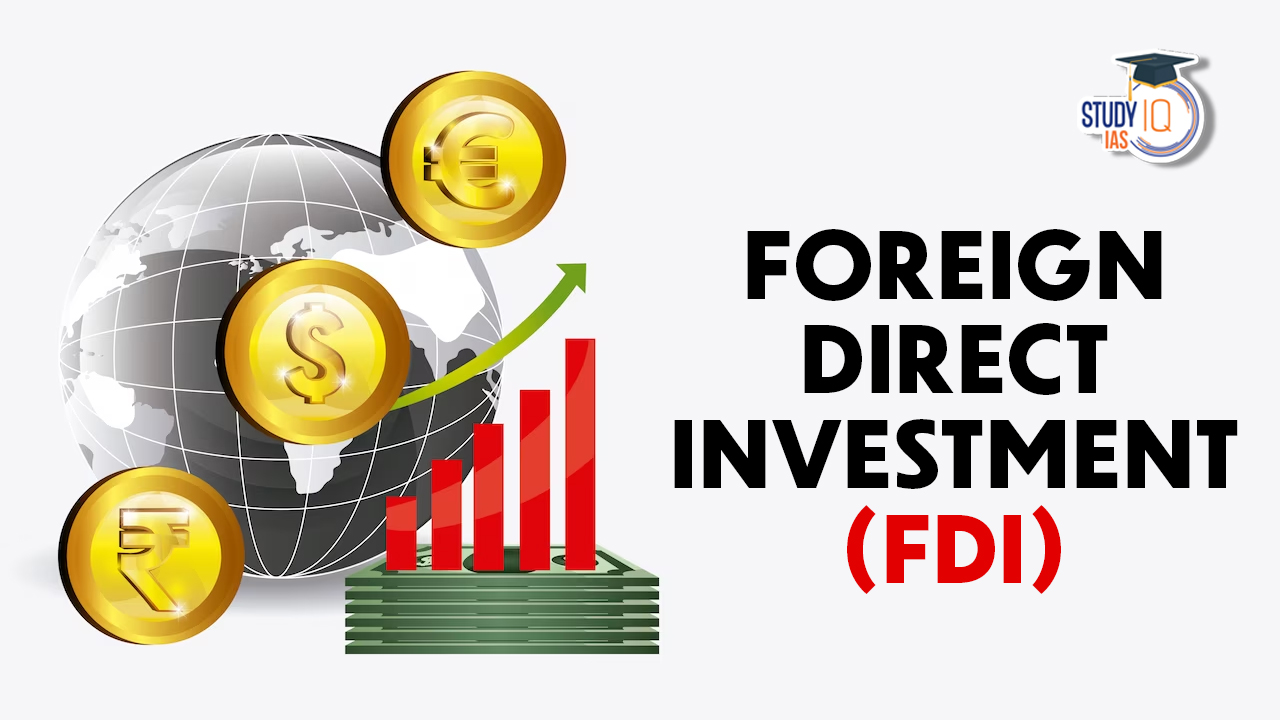 STUDY IQ
IAS
FOREIGN
DIRECT
INVESTMENT
(FDI)
€
$
₹